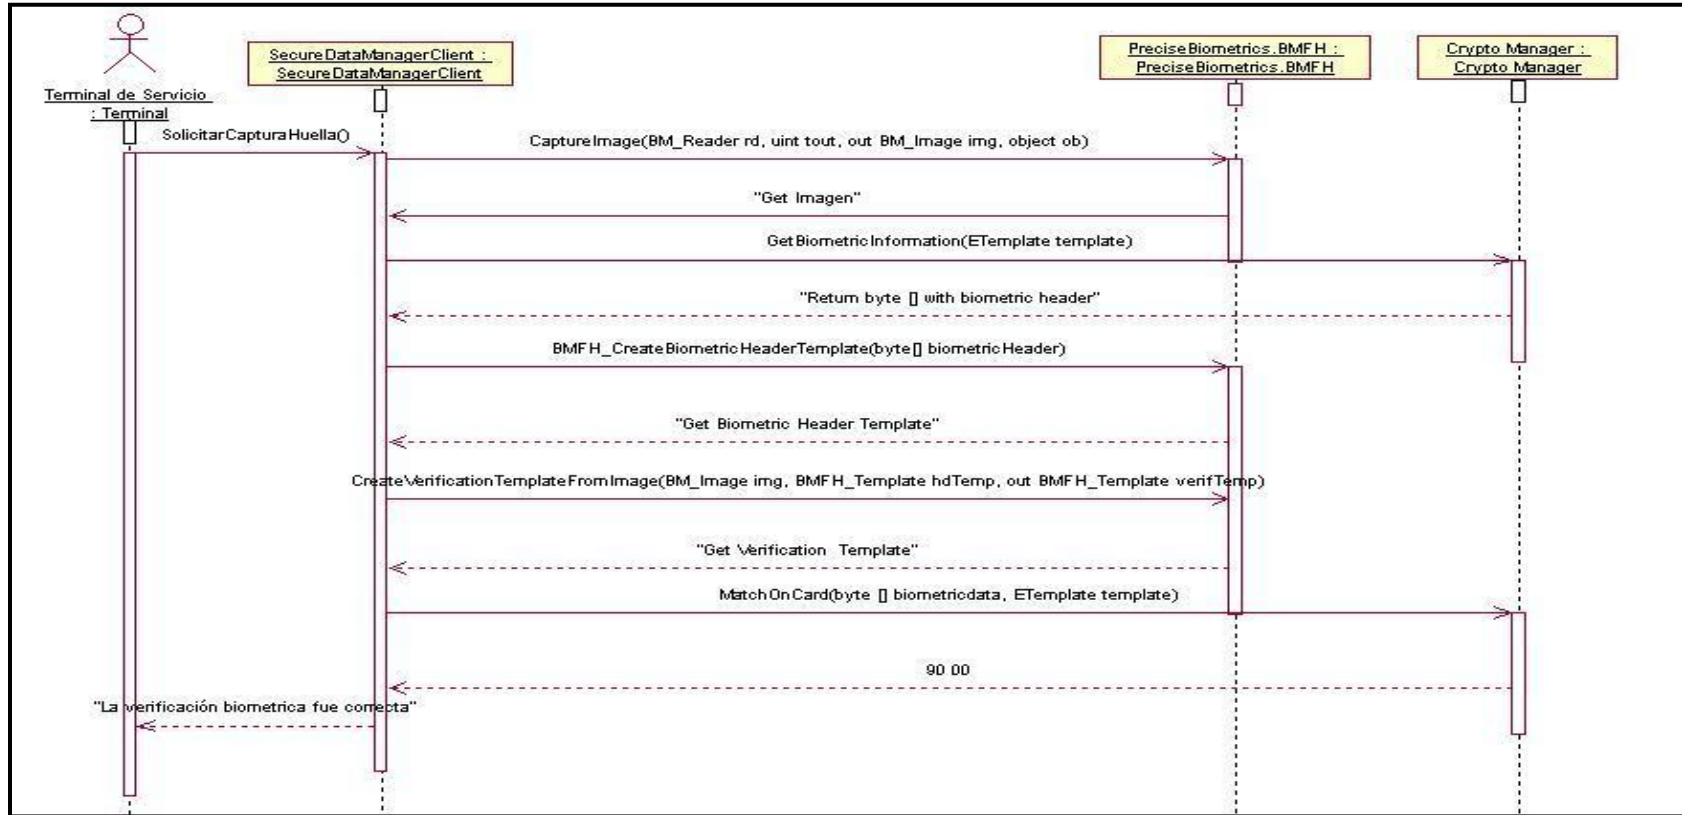 SecureDataManagerClient :
SecureDataManagerClient
PreciseBiometrics.BMFH :
PreciseBiometrics.BMFH
Crypto Manager :
Crypto Manager
Terminal de Servicio
: Terminal
SolicitarCapturaHuella()
CaptureImage(BM_Reader rd, uint tout, out BM_Image img, object ob)
"Get Imagen"
GetBiometricInformation(ETemplate template)
"Return byte [] with biometric header"
BMFH_CreateBiometricHeaderTemplate(byte[] biometricHeader)
"Get Biometric Header Template"
CreateVerificationTemplateFromImage(BM_Image img, BMFH_Template hdTemp, out BMFH_Template verifTemp)
"Get Verification Template"
MatchOnCard(byte [] biometricdata, ETemplate template)
90 00
"La verificación biometrica fue correcta"